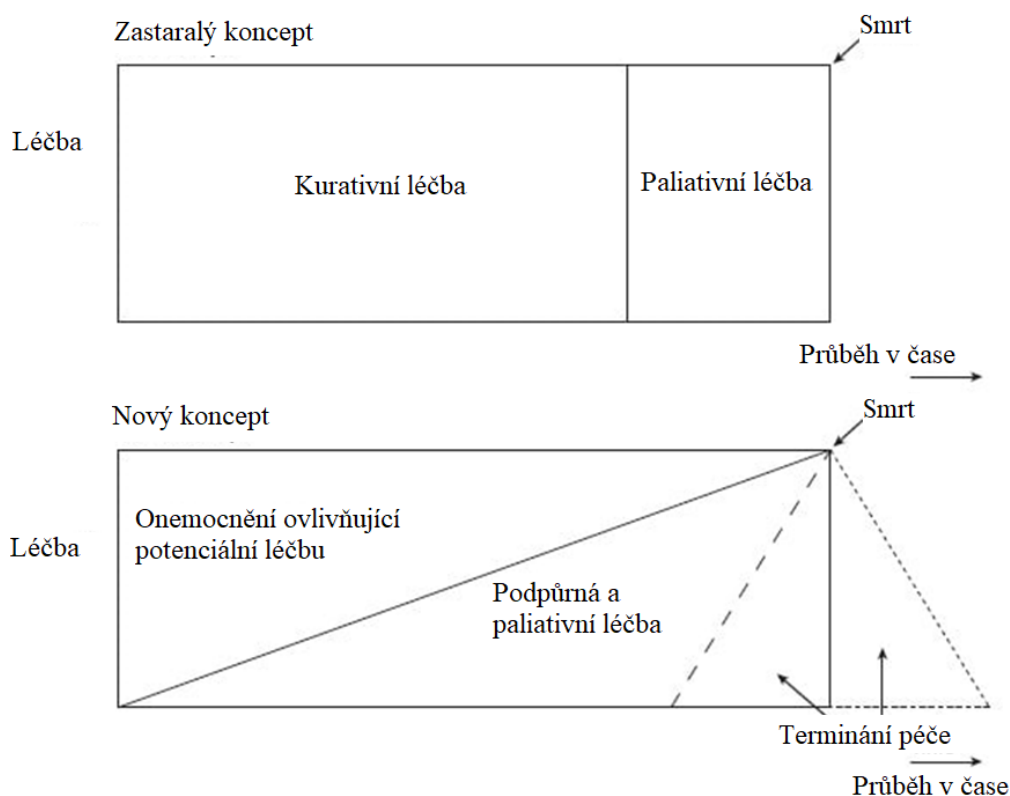 Zastaralý koncept
Smrt
Léčba
Kurativní léčba
Paliativní léčba
Průběh v čase
Nový koncept
Smrt
Onemocnění ovlivňující
potenciální léčbu
Léčba
Podpůrná a
paliativní léčba
Terminání péče
Průběh v čase